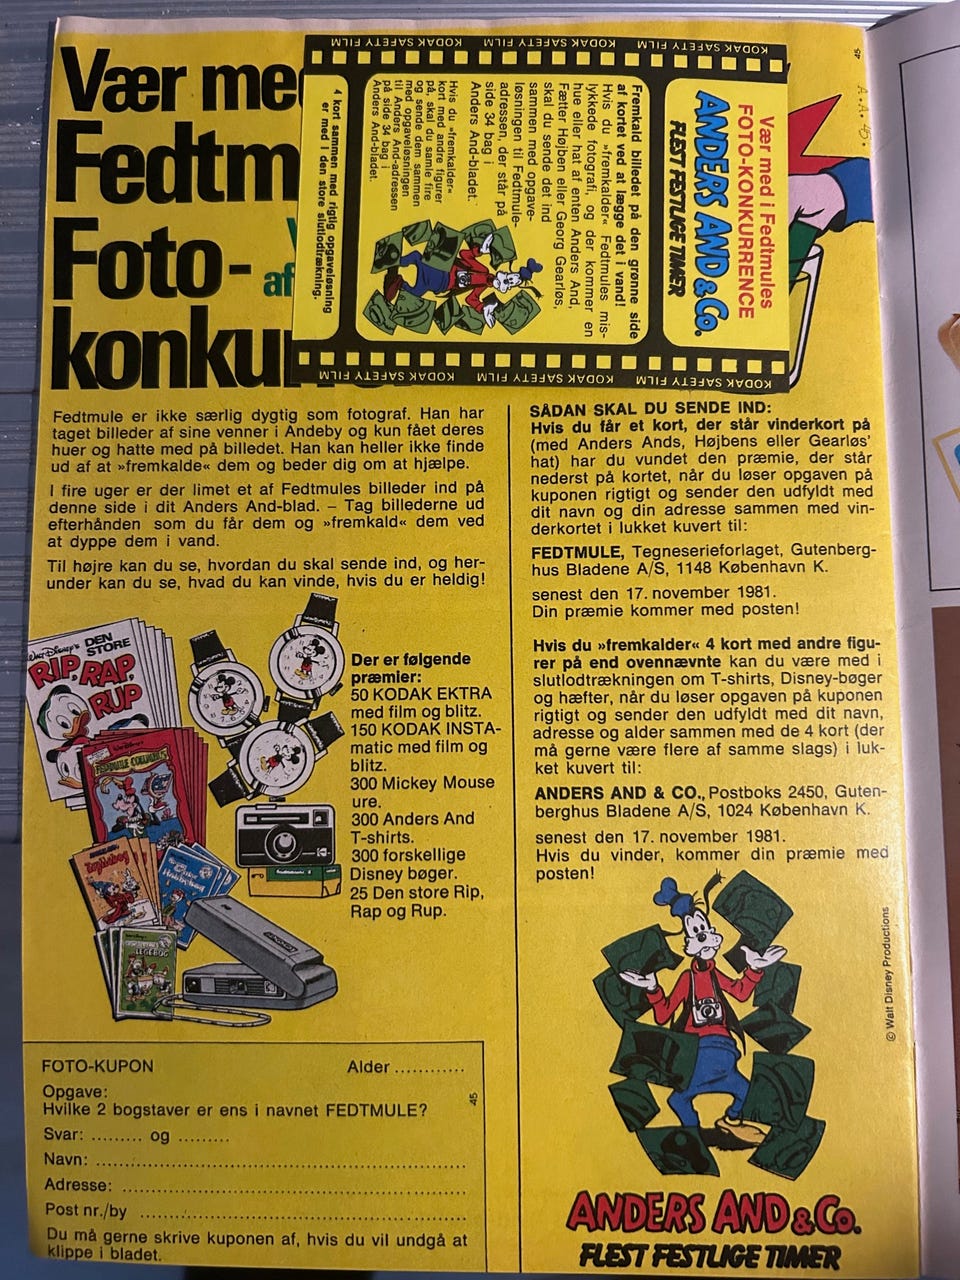 Vær me
Fedtm
Foto-
konku
af
KODAK SAFETY FILM KODAK SAFETY FILM KODAK SAFETY FILM
Vær med i Fedtmules
FOTO-KONKURRENCE
ANDERS AND & Co.
FLEST FESTLIGE TIMER
Fremkald billedet på den grønne side
af kortet ved at lægge det i vand!
Hvis du »fremkalder« Fedtmules mis-
lykkede fotografi, og der kommer en
hue eller hat af enten Anders And,
Fætter Højben eller Georg Gearløs,
skal du sende det ind
sammen med opgave-
løsningen til Fedtmule-
adressen, der står på
side 34 bag i
Anders And-bladet.
Hvis du »fremkalder«
kort med andre figurer
på, skal du samle fire
og sende dem sammen
med opgaveløsningen
til Anders And-adressen
på side 34 bag i
Anders And-bladet.
4 kort sammen med rigtig opgaveløsning
er med i den store slutlodtrækning.
KODAK SAFETY FILM KODAK SAFETY FILM KODAK SAFETY FILM
45
A.A. 45.
Fedtmule er ikke særlig dygtig som fotograf. Han har
taget billeder af sine venner i Andeby og kun fået deres
huer og hatte med på billedet. Han kan heller ikke finde
ud af at »fremkalde« dem og beder dig om at hjælpe.
I fire uger er der limet et af Fedtmules billeder ind på
denne side i dit Anders And-blad. – Tag billederne ud
efterhånden som du får dem og »fremkald« dem ved
at dyppe dem i vand.
Til højre kan du se, hvordan du skal sende ind, og her-
under kan du se, hvad du kan vinde, hvis du er heldig!
Walt Disney's
DEN
STORE
RIP, RAP,
RUP
FEDTMULE COLUMBUS
LEGEBOG
Der er følgende
præmier:
50 KODAK EKTRA
med film og blitz.
150 KODAK INSTA-
matic med film og
blitz.
300 Mickey Mouse
ure.
300 Anders And
T-shirts.
300 forskellige
Disney bøger.
25 Den store Rip,
Rap og Rup.
SÅDAN SKAL DU SENDE IND:
Hvis du får et kort, der står vinderkort på
(med Anders Ands, Højbens eller Gearløs'
hat) har du vundet den præmie, der står
nederst på kortet, når du løser opgaven på
kuponen rigtigt og sender den udfyldt med
dit navn og din adresse sammen med vin-
derkortet i lukket kuvert til:
FEDTMULE, Tegneserieforlaget, Gutenberg-
hus Bladene A/S, 1148 København K.
senest den 17. november 1981.
Din præmie kommer med posten!
Hvis du »fremkalder« 4 kort med andre figu-
rer på end ovennævnte kan du være med i
slutlodtrækningen om T-shirts, Disney-bøger
og hæfter, når du løser opgaven på kuponen
rigtigt og sender den udfyldt med dit navn,
adresse og alder sammen med de 4 kort (der
må gerne være flere af samme slags) i luk-
ket kuvert til:
ANDERS AND & CO., Postboks 2450, Guten-
berghus Bladene A/S, 1024 København K.
senest den 17. november 1981.
Hvis du vinder, kommer din præmie med
posten!
© Walt Disney Productions
FOTO-KUPON Alder ............
Opgave:
Hvilke 2 bogstaver er ens i navnet FEDTMULE?
Svar: ......... og .........
Navn: ............
Adresse: ............
Post nr./by ............
45
Du må gerne skrive kuponen af, hvis du vil undgå at
klippe i bladet.
ANDERS AND & Co.
FLEST FESTLIGE TIMER